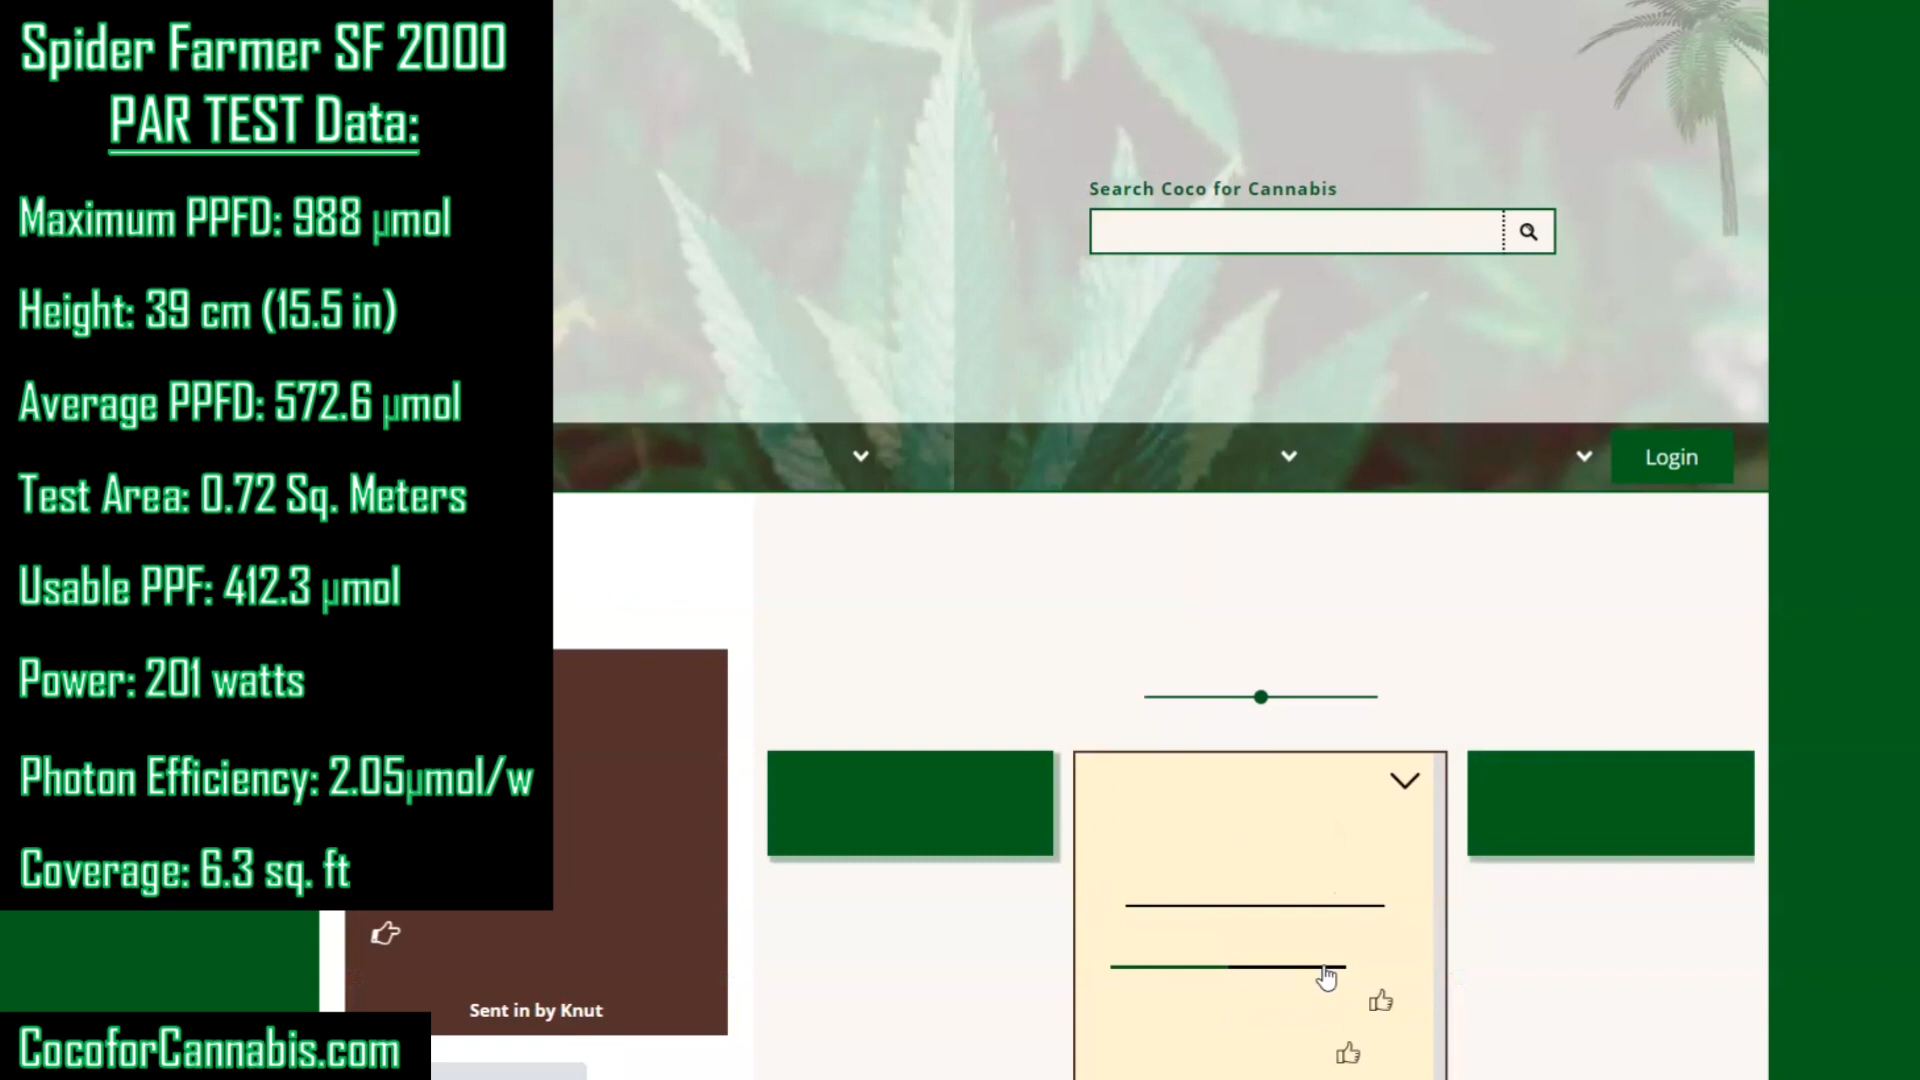 Spider Farmer SF 2000
PAR TEST Data:
Maximum PPFD: 988 µmol
Height: 39 cm (15.5 in)
Average PPFD: 572.6 µmol
Test Area: 0.72 Sq. Meters
Usable PPF: 412.3 µmol
Power: 201 watts
Photon Efficiency: 2.05µmol/w
Coverage: 6.3 sq. ft
CocoforCannabis.com
Search Coco for Cannabis
Login
Sent in by Knut